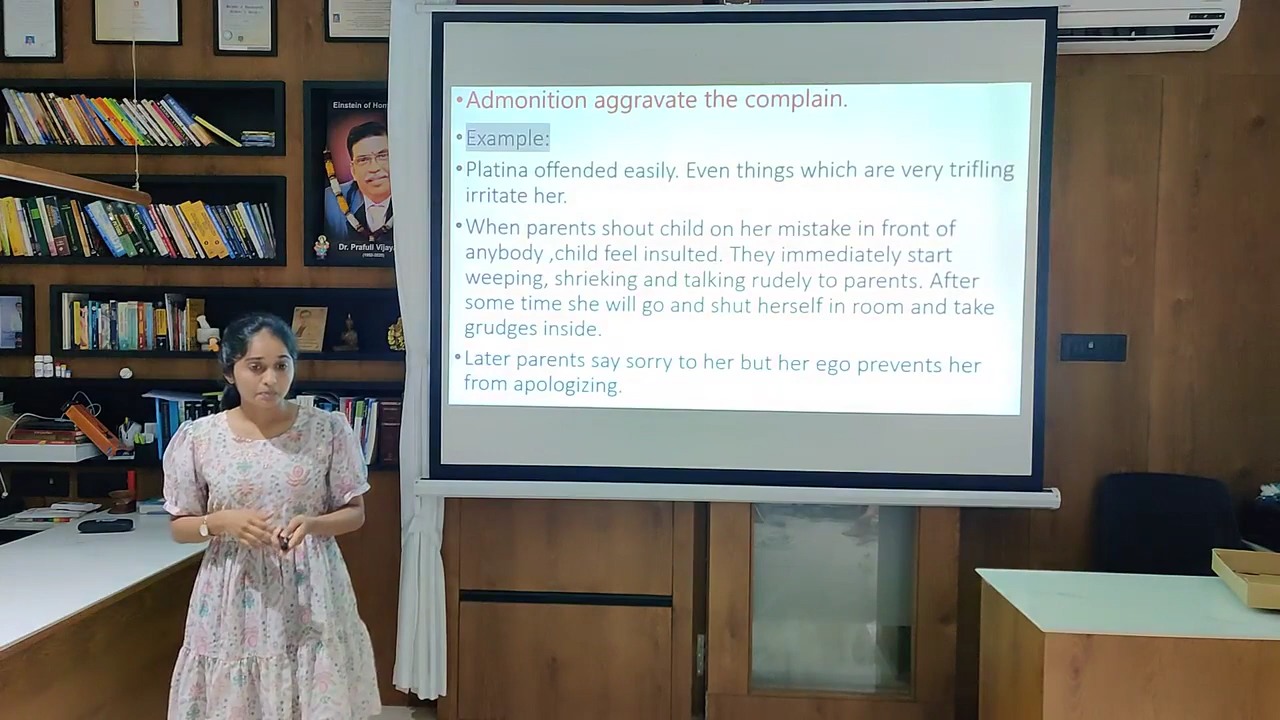 Einstein of Hom
Dr. Prafull Vijay
(1952-2020)
•Admonition aggravate the complain.
•Example:
•Platina offended easily. Even things which are very trifling
irritate her.
•When parents shout child on her mistake in front of
anybody ,child feel insulted. They immediately start
weeping, shrieking and talking rudely to parents. After
some time she will go and shut herself in room and take
grudges inside.
•Later parents say sorry to her but her ego prevents her
from apologizing.